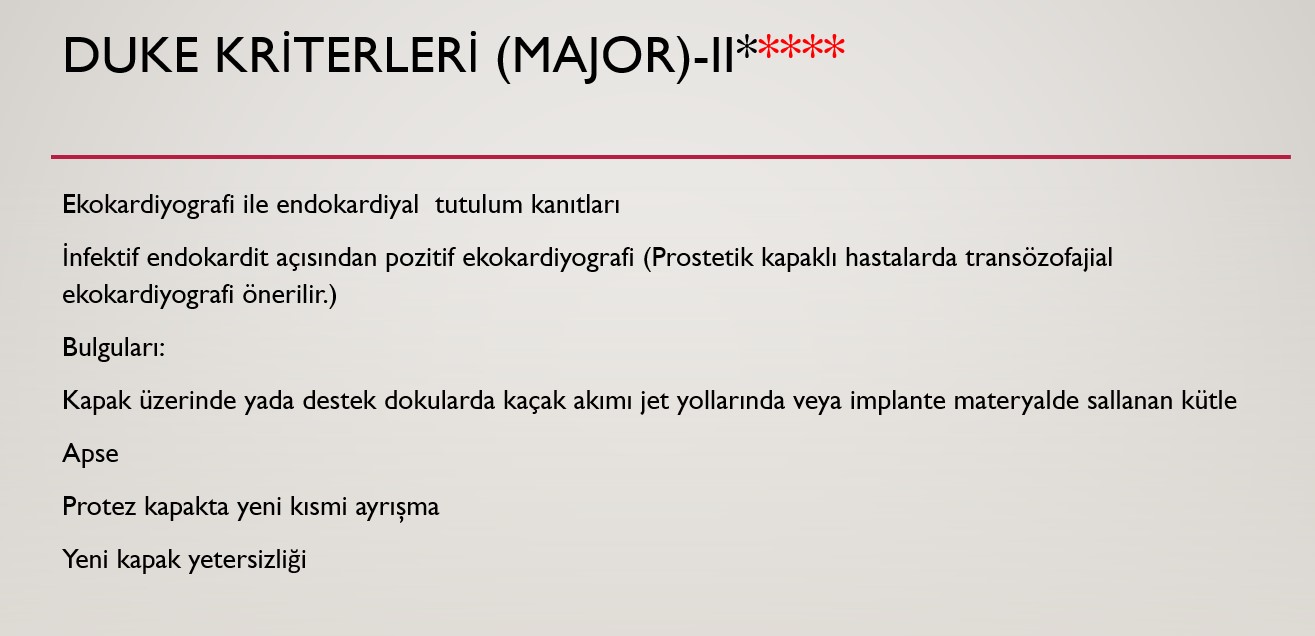 DUKE KRİTERLERİ (MAJOR)-II*****
Ekokardiyografi ile endokardiyal  tutulum kanıtları
İnfektif endokardit açısından pozitif ekokardiyografi (Prostetik kapaklı hastalarda transözofajial
ekokardiyografi önerilir.)
Bulguları:
Kapak üzerinde yada destek dokularda kaçak akımı jet yollarında veya implante materyalde sallanan kütle
Apse
Protez kapakta yeni kısmi ayrışma
Yeni kapak yetersizliği